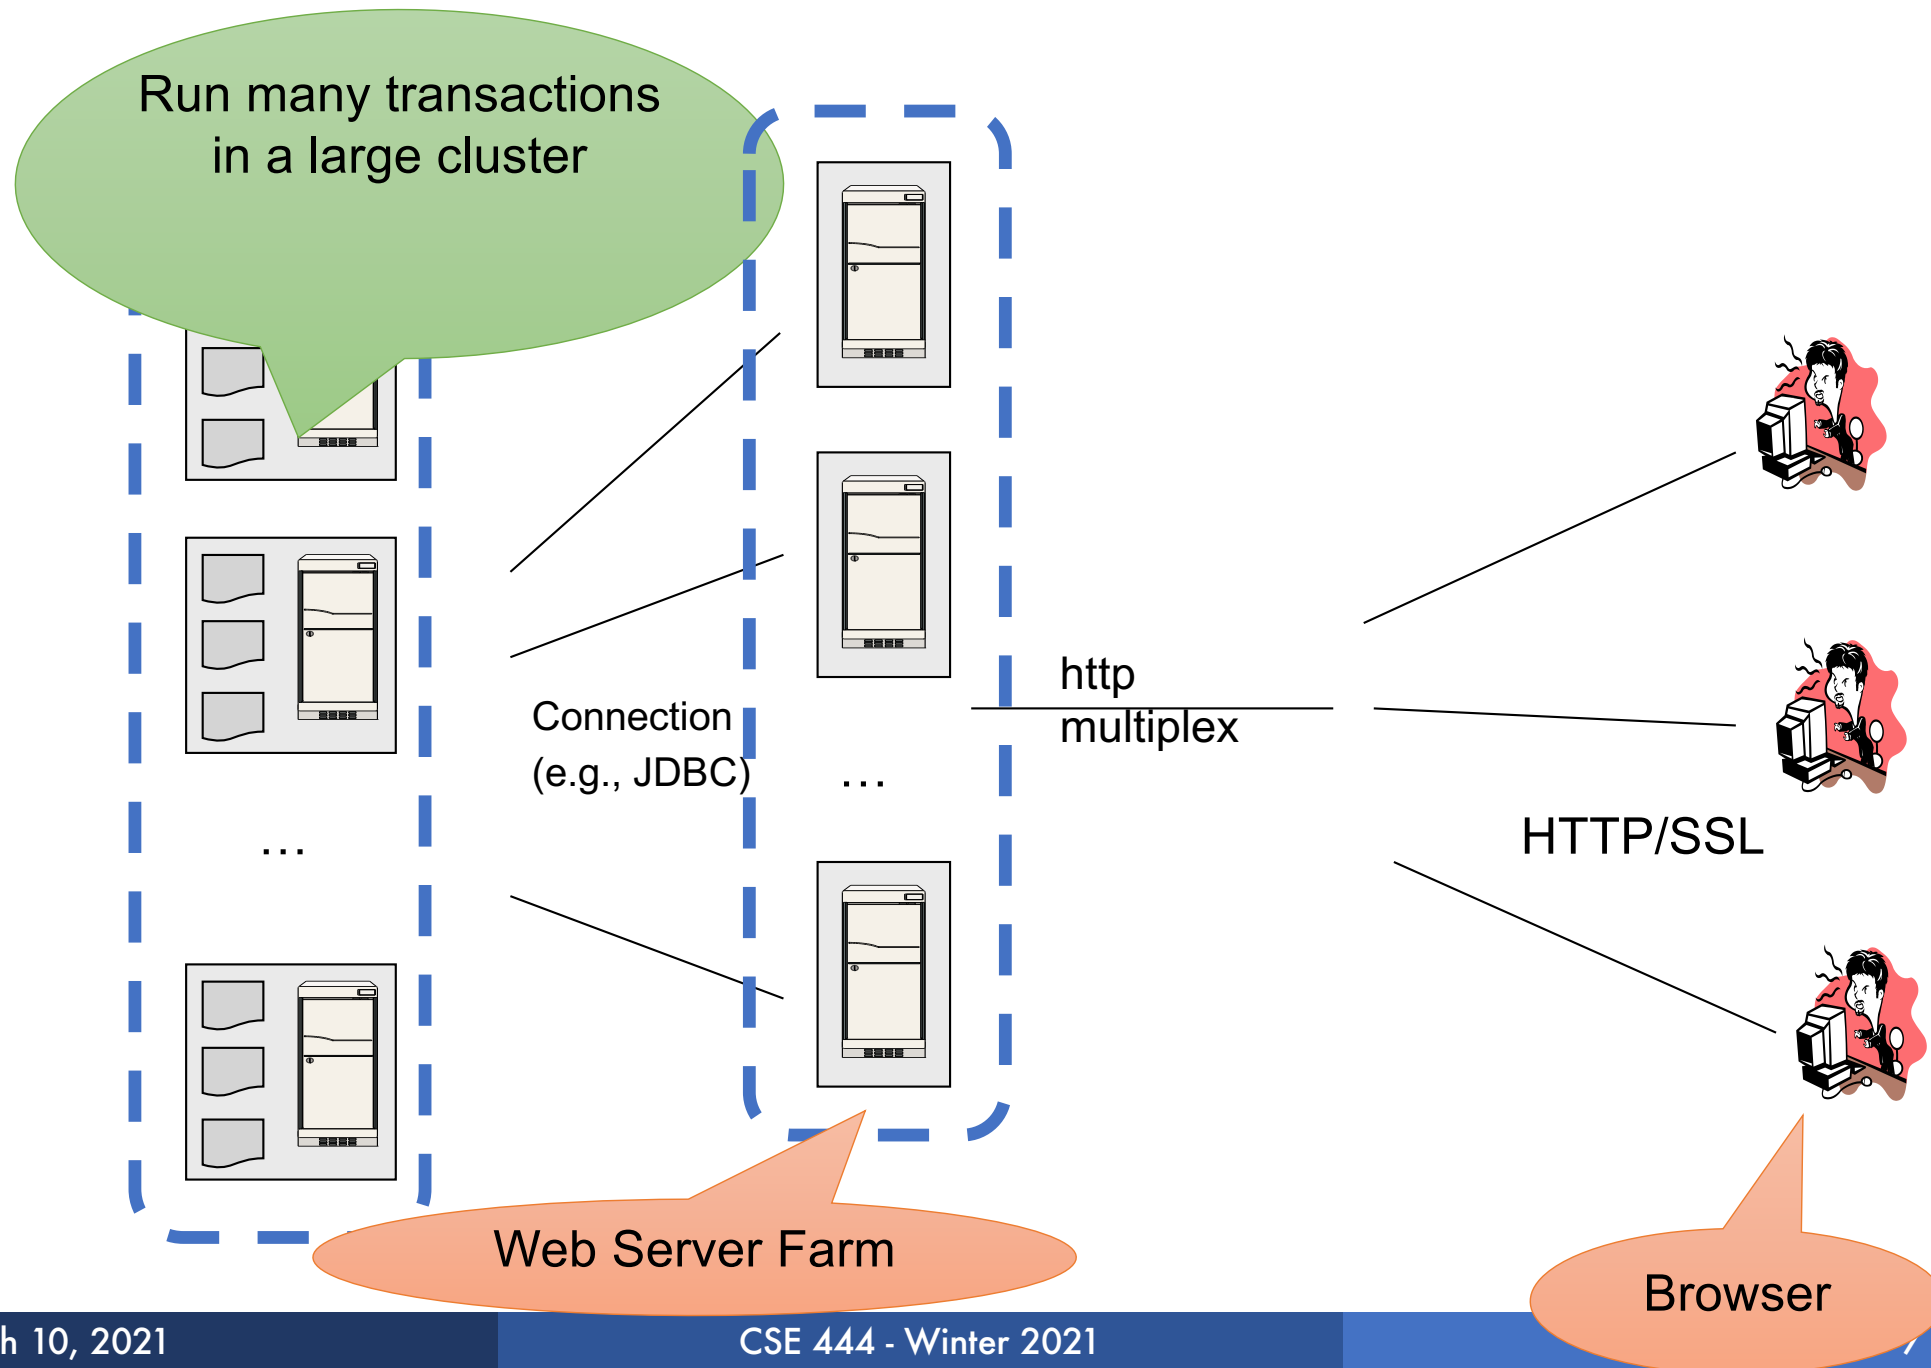 Run many transactions
in a large cluster
Connection
(e.g., JDBC)
…
…
http
multiplex
HTTP/SSL
Web Server Farm
Browser
h 10, 2021
CSE 444 - Winter 2021